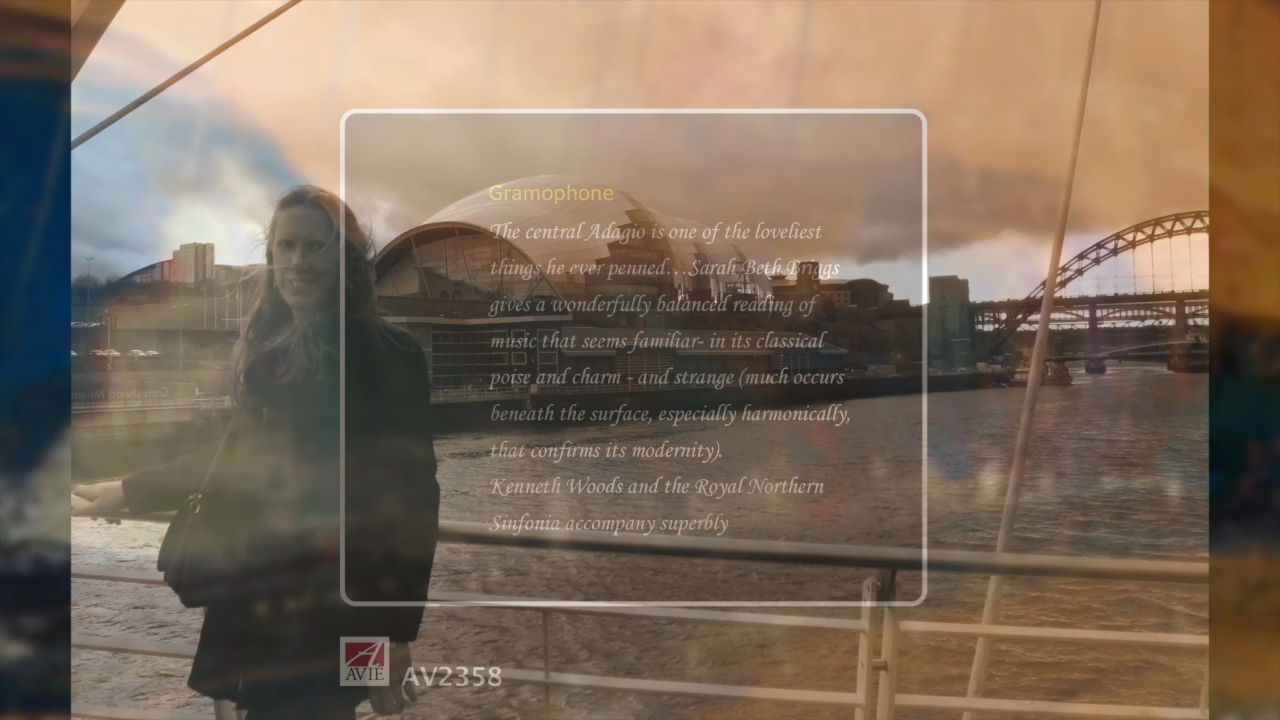 Gramophone
The central Adagio is one of the loveliest
things he ever penned...Sarah Beth Briggs
gives a wonderfully balanced reading of
music that seems familiar- in its classical
poise and charm - and strange (much occurs
beneath the surface, especially harmonically,
that confirms its modernity).
Kenneth Woods and the Royal Northern
Sinfonia accompany superbly
AVIE AV2358